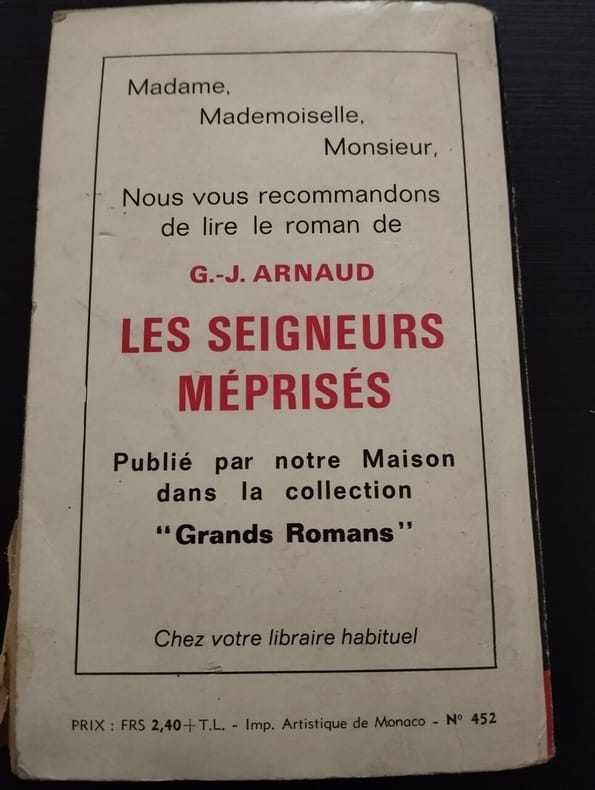 Madame,
Mademoiselle,
Monsieur,
Nous vous recommandons
de lire le roman de
G.-J. ARNAUD
LES SEIGNEURS
MÉPRISÉS
Publié par notre Maison
dans la collection
"Grands Romans"
Chez votre libraire habituel
PRIX : FRS 2,40+T.L. - Imp. Artistique de Monaco - Nº 452